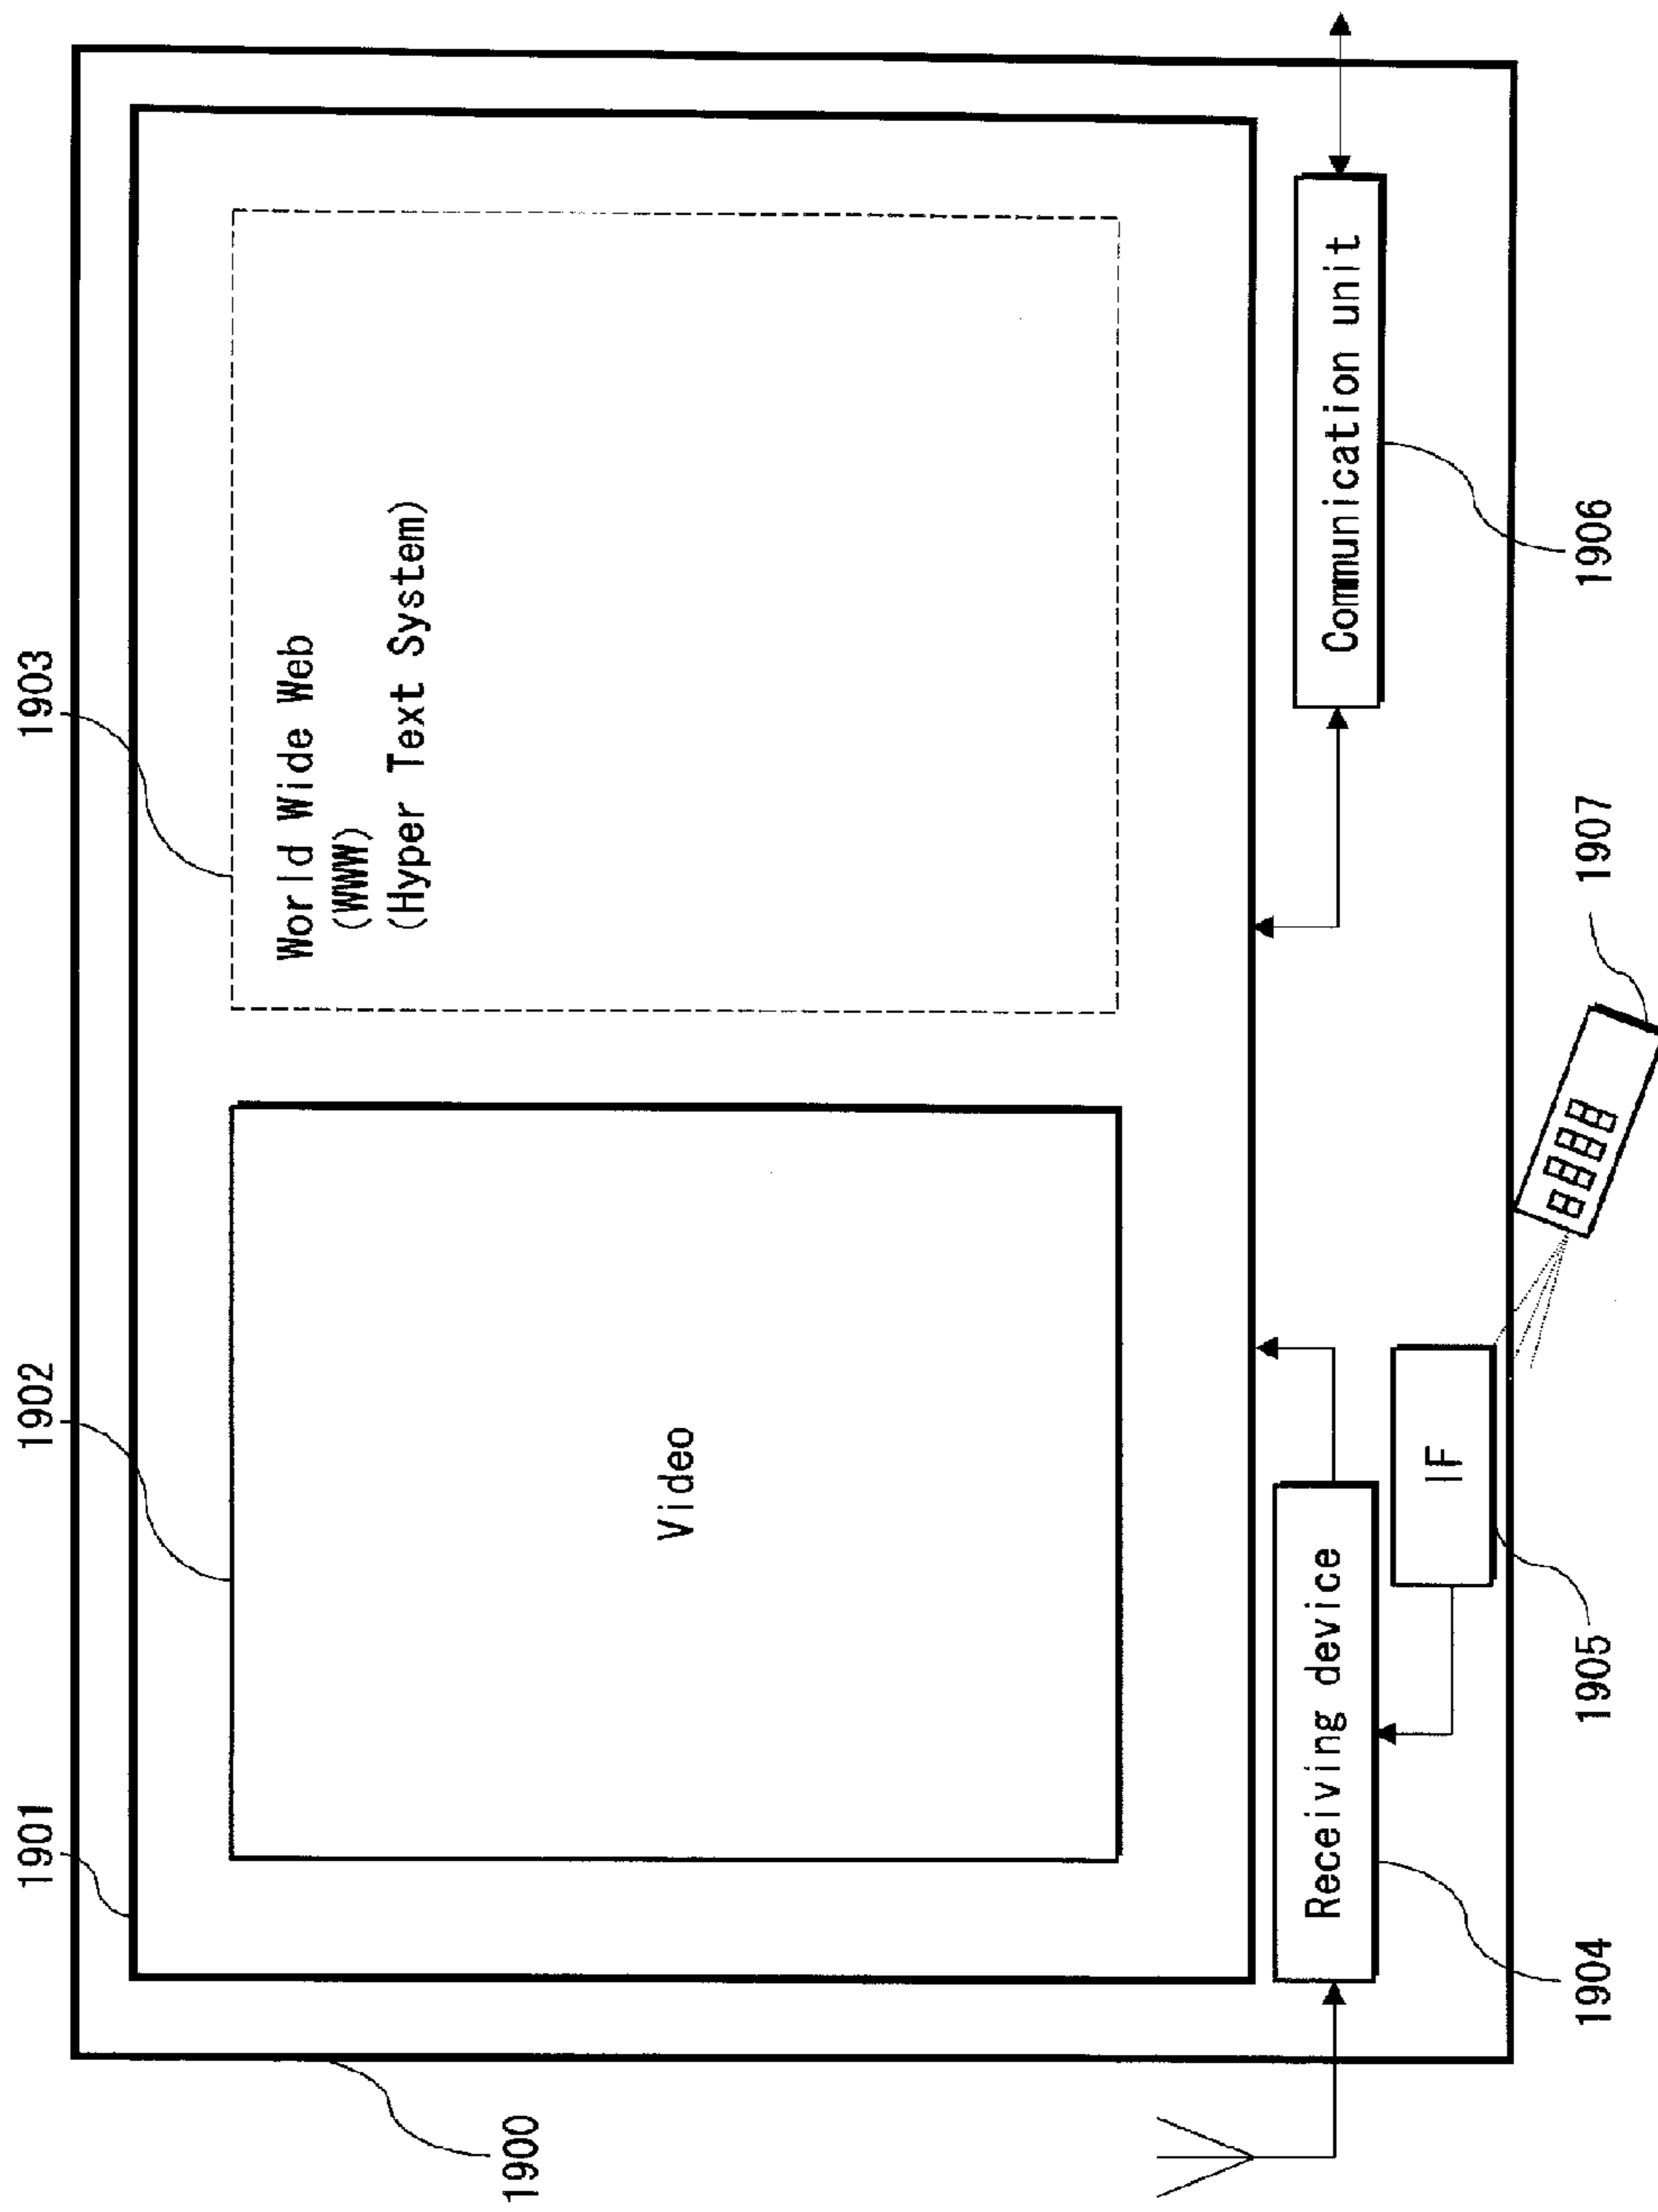 1901
1902
1903
World Wide Web
(WWW)
(Hyper Text System)
Video
1900
Receiving device
IF
Communication unit
1904
1905
1907
1906